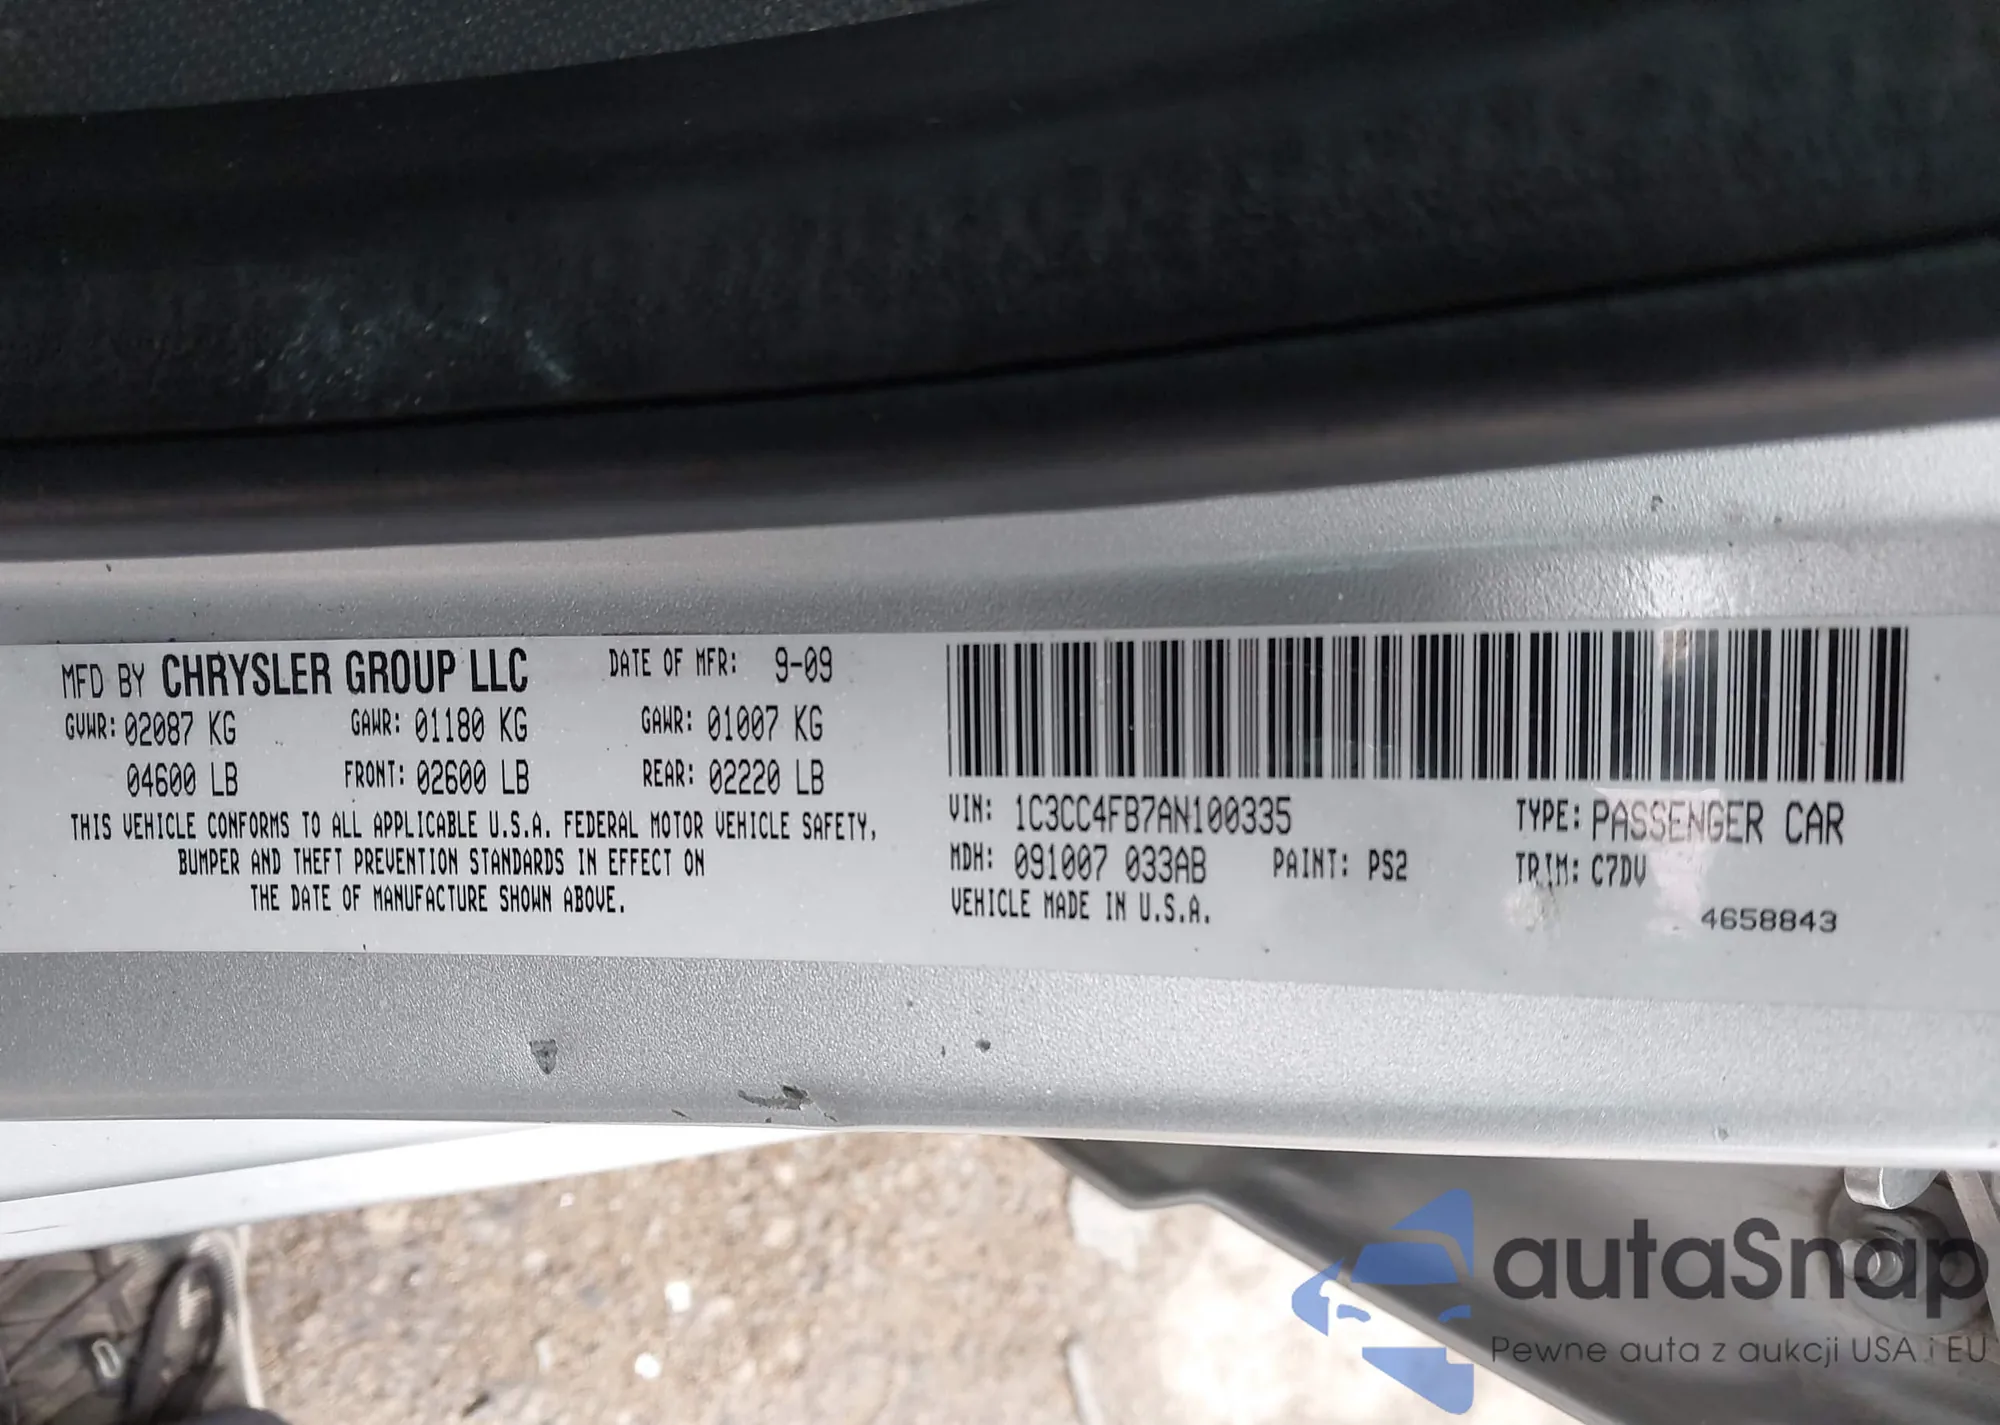 MFD BY CHRYSLER GROUP LLC DATE OF MFR: 9-09
GVWR: 02087 KG GAWR: 01180 KG GAWR: 01007 KG
04600 LB FRONT: 02600 LB REAR: 02220 LB
THIS VEHICLE CONFORMS TO ALL APPLICABLE U.S.A. FEDERAL MOTOR VEHICLE SAFETY,
BUMPER AND THEFT PREVENTION STANDARDS IN EFFECT ON
THE DATE OF MANUFACTURE SHOWN ABOVE.
VIN: 1C3CC4FB7AN100335 TYPE: PASSENGER CAR
MDH: 091007 033AB PAINT: PS2 TRIM: C7DV
VEHICLE MADE IN U.S.A.
4658843
autaSnap
Pewne auta z aukcji USA i EU